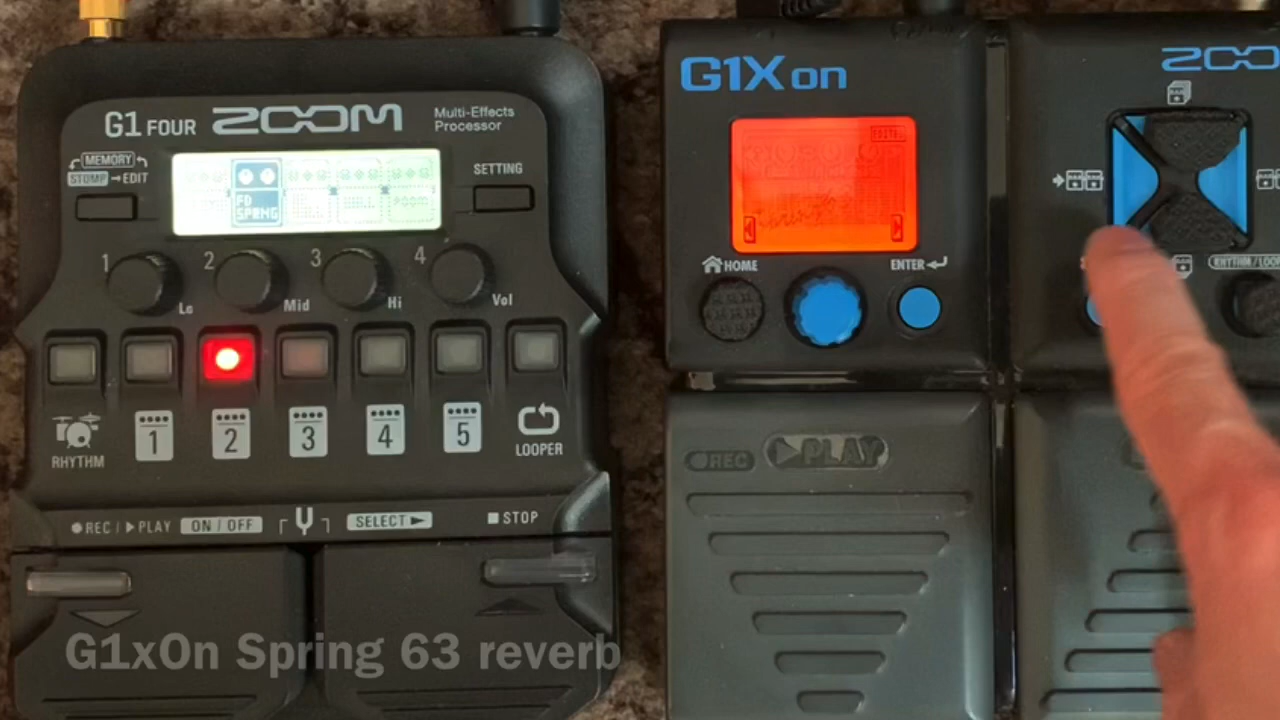 G1 FOUR ZOOM Multi-Effects
Processor
MEMORY
STOMP EDIT
FD
SPRNG
SETTING
1 2 3 4
Lo Mid Hi Vol
1 2 3 4 5
RHYTHM LOOPER
REC / PLAY ON / OFF SELECT STOP
G1X on
ZOO
HOME ENTER
RHYTHM / LOO
REC PLAY
G1xOn Spring 63 reverb